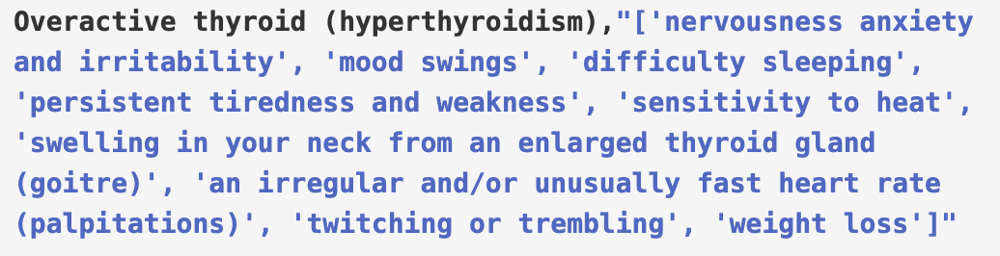 Overactive thyroid (hyperthyroidism),"['nervousness anxiety
and irritability', 'mood swings', 'difficulty sleeping',
'persistent tiredness and weakness', 'sensitivity to heat',
'swelling in your neck from an enlarged thyroid gland
(goitre)', 'an irregular and/or unusually fast heart rate
(palpitations)', 'twitching or trembling', 'weight loss']"